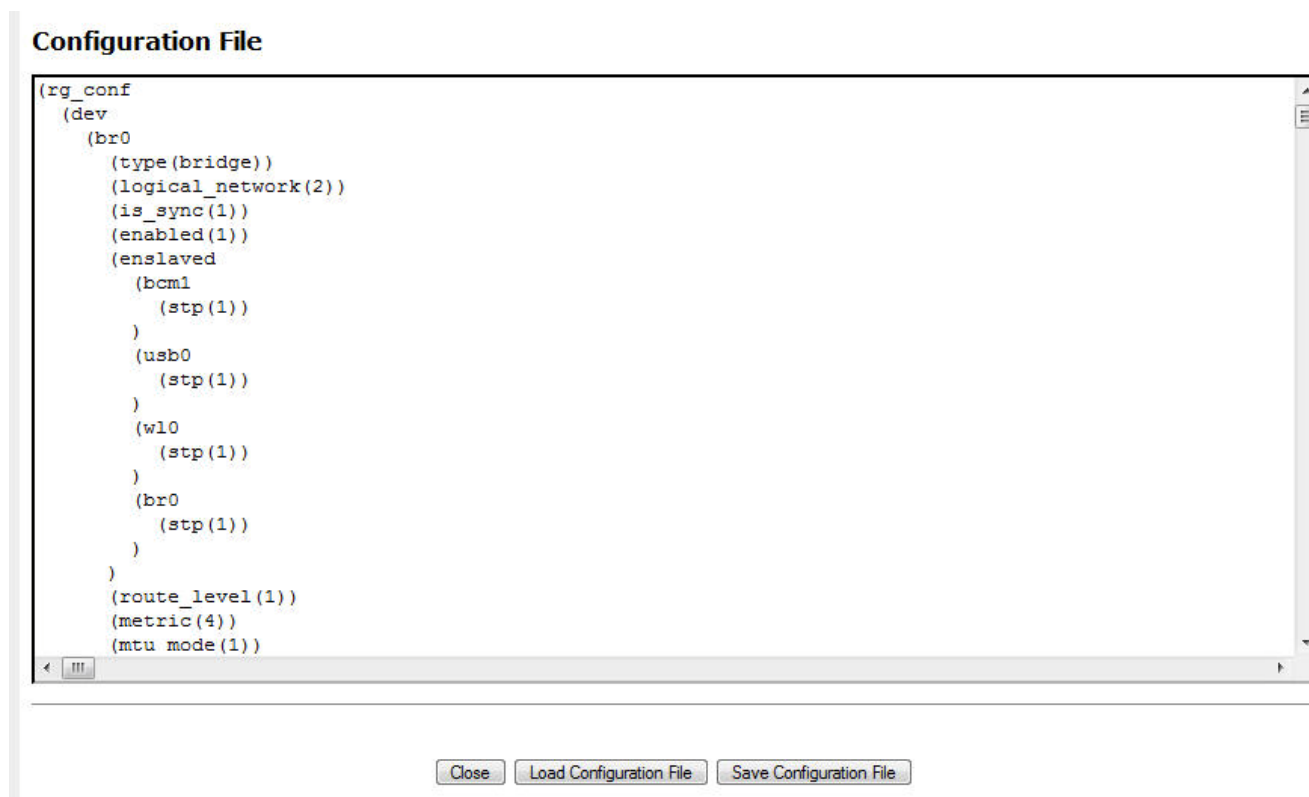 Configuration File
(rg_conf
  (dev
    (br0
      (type(bridge))
      (logical_network(2))
      (is_sync(1))
      (enabled(1))
      (enslaved
        (bcm1
          (stp(1))
        )
        (usb0
          (stp(1))
        )
        (wl0
          (stp(1))
        )
        (br0
          (stp(1))
        )
      )
      (route_level(1))
      (metric(4))
      (mtu_mode(1))
Close Load Configuration File Save Configuration File